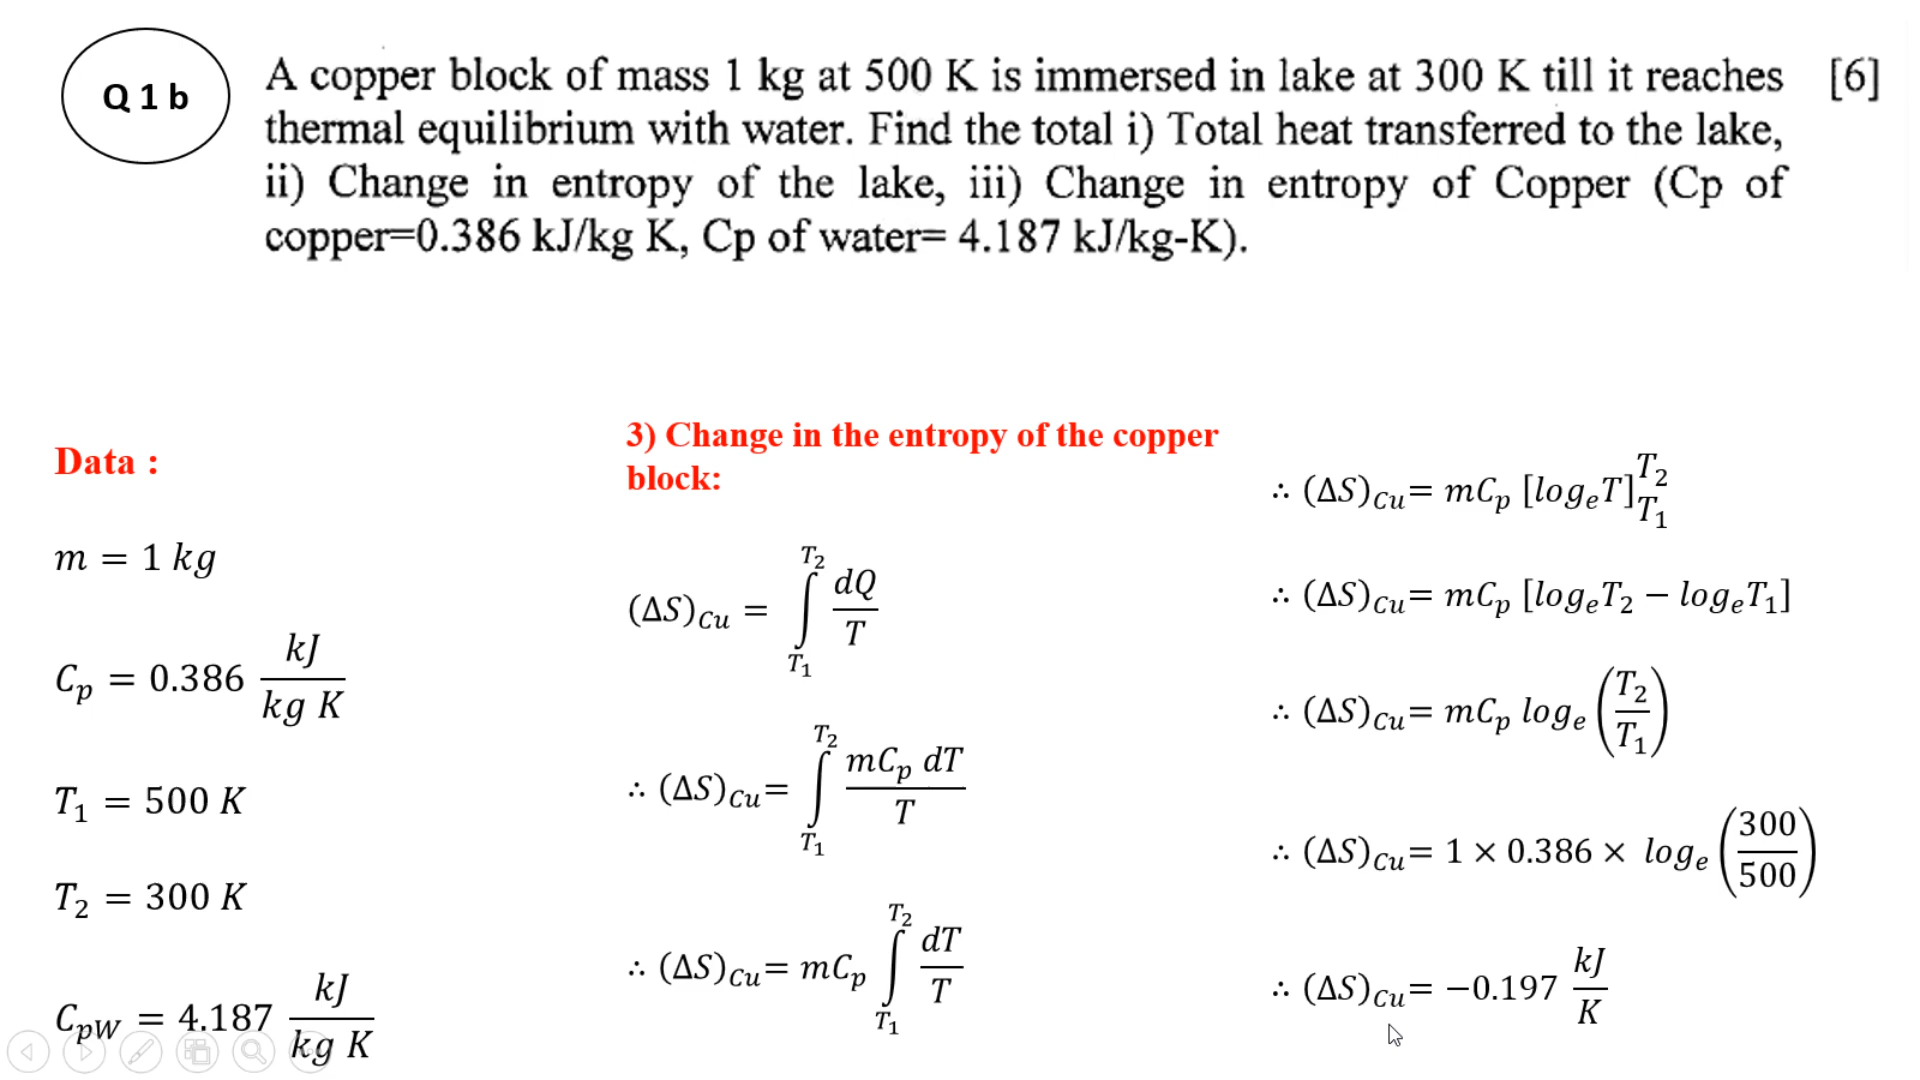 Q 1 b
A copper block of mass 1 kg at 500 K is immersed in lake at 300 K till it reaches [6]
thermal equilibrium with water. Find the total i) Total heat transferred to the lake,
ii) Change in entropy of the lake, iii) Change in entropy of Copper (Cp of
copper=0.386 kJ/kg K, Cp of water= 4.187 kJ/kg-K).
Data :
m = 1 kg
C_p = 0.386 kJ/(kg K)
T_1 = 500 K
T_2 = 300 K
C_pW = 4.187 kJ/(kg K)
3) Change in the entropy of the copper
block:
(ΔS)_Cu = ∫_{T_1}^{T_2} dQ/T
∴ (ΔS)_Cu = ∫_{T_1}^{T_2} mC_p dT/T
∴ (ΔS)_Cu = mC_p ∫_{T_1}^{T_2} dT/T
∴ (ΔS)_Cu = mC_p [log_e T]_{T_1}^{T_2}
∴ (ΔS)_Cu = mC_p [log_e T_2 − log_e T_1]
∴ (ΔS)_Cu = mC_p log_e (T_2/T_1)
∴ (ΔS)_Cu = 1 × 0.386 × log_e (300/500)
∴ (ΔS)_Cu = −0.197 kJ/K